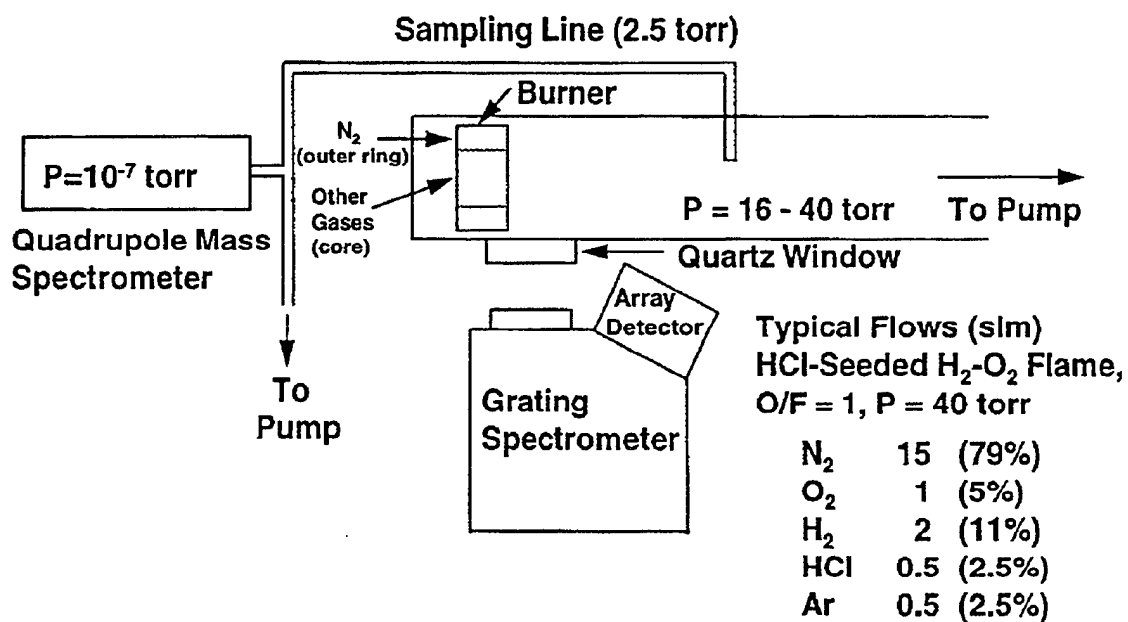 Sampling Line (2.5 torr)
Burner
N₂
(outer ring)
Other
Gases
(core)
P=10⁻⁷ torr
Quadrupole Mass
Spectrometer
P = 16 - 40 torr
To Pump
Quartz Window
Array
Detector
To
Pump
Grating
Spectrometer
Typical Flows (slm)
HCl-Seeded H₂-O₂ Flame,
O/F = 1, P = 40 torr
N₂ 15 (79%)
O₂ 1 (5%)
H₂ 2 (11%)
HCl 0.5 (2.5%)
Ar 0.5 (2.5%)